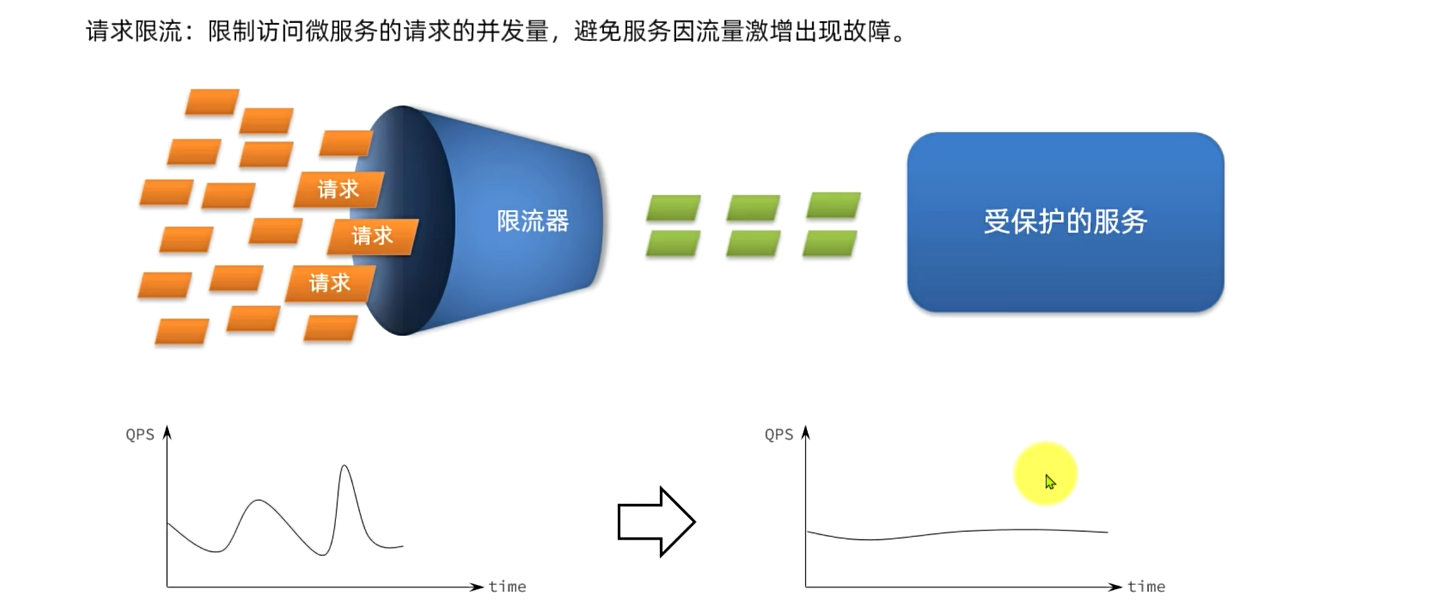 请求限流：限制访问微服务的请求的并发量，避免服务因流量激增出现故障。
请求
请求
请求
限流器
受保护的服务
QPS
time
QPS
time